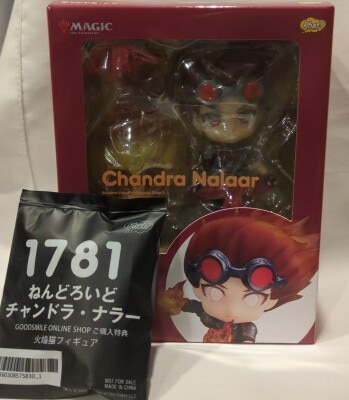 MAGIC
Phat!
Chandra Nalaar
1781
ねんどろいど
チャンドラ・ナラー
GOODSMILE ONLINE SHOP ご購入特典
火焔猫フィギュア
NOT FOR SALE
MADE IN CHINA